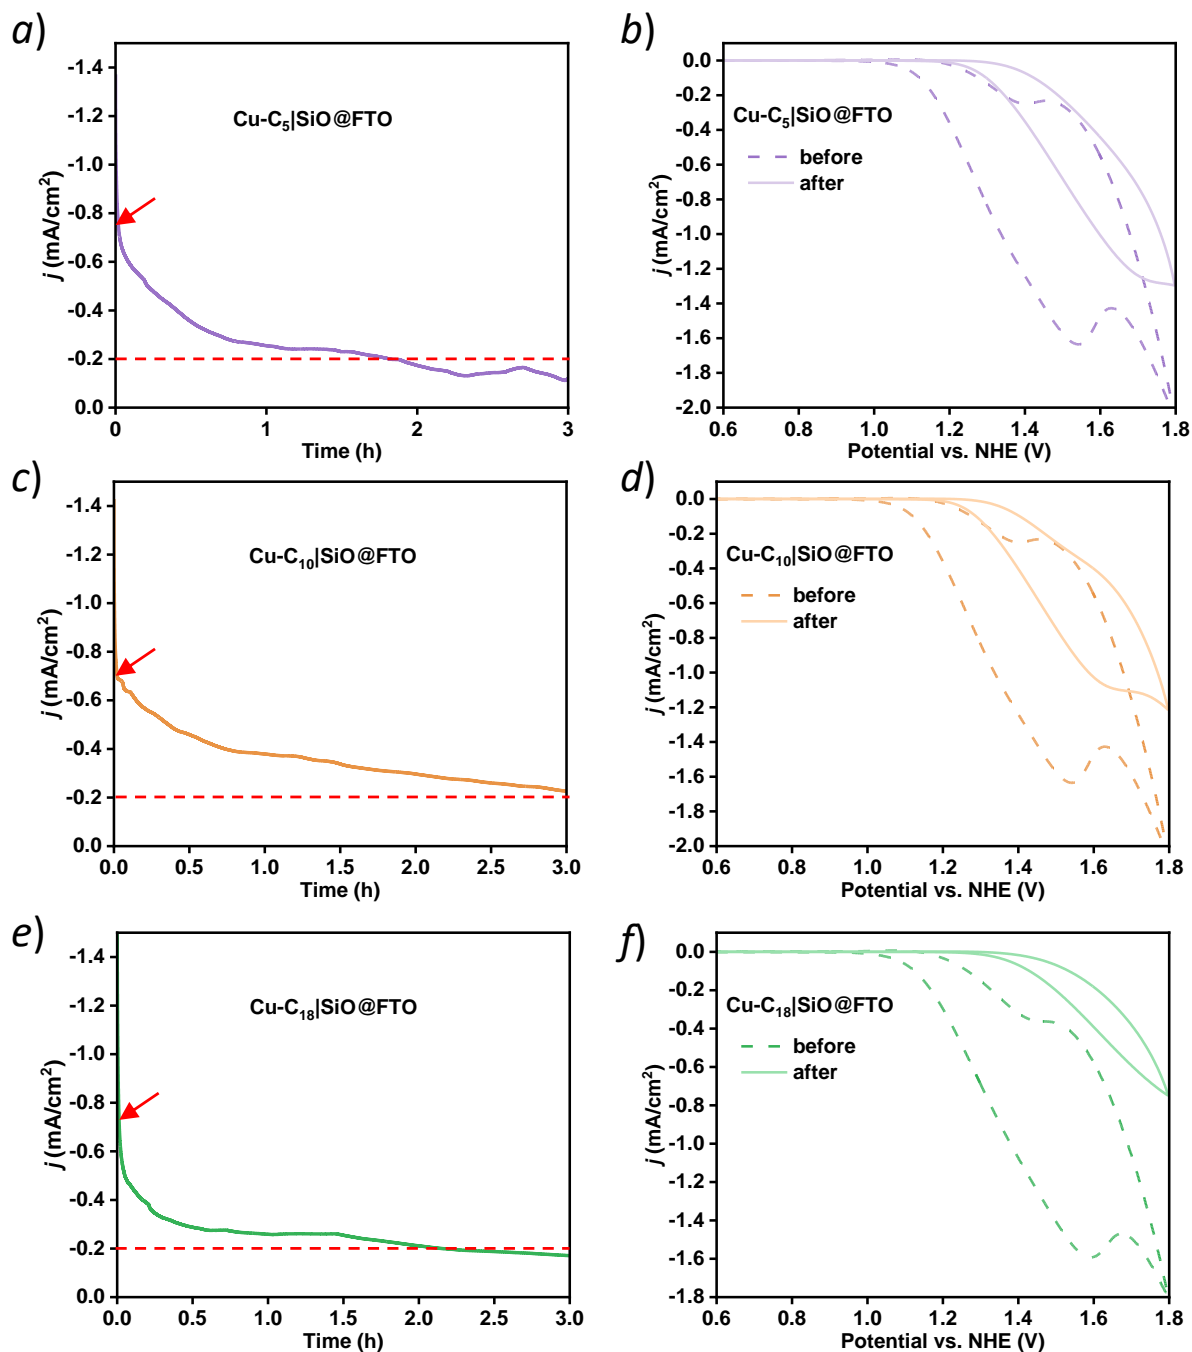 a)
-1.4
-1.2
-1.0
-0.8
-0.6
-0.4
-0.2
0.0
j (mA/cm²)
Cu-C₅|SiO@FTO
0 1 2 3
Time (h)
b)
0.0
-0.2
-0.4
-0.6
-0.8
-1.0
-1.2
-1.4
-1.6
-1.8
-2.0
j (mA/cm²)
Cu-C₅|SiO@FTO
before
after
0.6 0.8 1.0 1.2 1.4 1.6 1.8
Potential vs. NHE (V)
c)
-1.4
-1.2
-1.0
-0.8
-0.6
-0.4
-0.2
0.0
j (mA/cm²)
Cu-C₁₀|SiO@FTO
0.0 0.5 1.0 1.5 2.0 2.5 3.0
Time (h)
d)
0.0
-0.2
-0.4
-0.6
-0.8
-1.0
-1.2
-1.4
-1.6
-1.8
-2.0
j (mA/cm²)
Cu-C₁₀|SiO@FTO
before
after
0.6 0.8 1.0 1.2 1.4 1.6 1.8
Potential vs. NHE (V)
e)
-1.4
-1.2
-1.0
-0.8
-0.6
-0.4
-0.2
0.0
j (mA/cm²)
Cu-C₁₈|SiO@FTO
0.0 0.5 1.0 1.5 2.0 2.5 3.0
Time (h)
f)
0.0
-0.2
-0.4
-0.6
-0.8
-1.0
-1.2
-1.4
-1.6
-1.8
j (mA/cm²)
Cu-C₁₈|SiO@FTO
before
after
0.6 0.8 1.0 1.2 1.4 1.6 1.8
Potential vs. NHE (V)